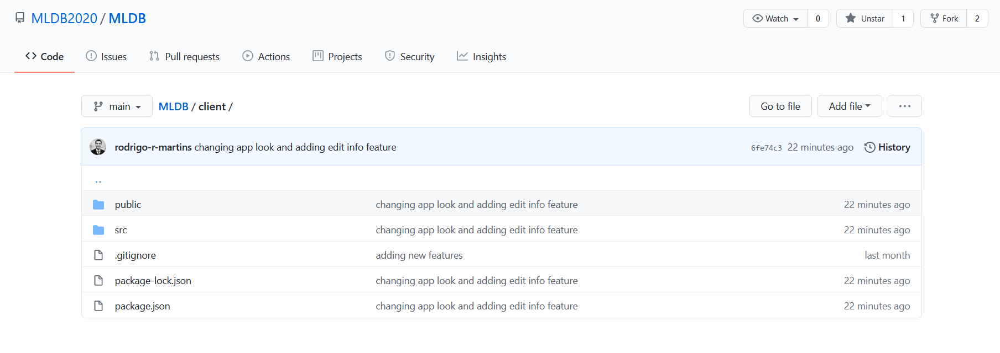 MLDB2020 / MLDB
Watch 0 Unstar 1 Fork 2
Code Issues Pull requests Actions Projects Security Insights
main MLDB / client / Go to file Add file ...
rodrigo-r-martins changing app look and adding edit info feature 6fe74c3 22 minutes ago History
..
public changing app look and adding edit info feature 22 minutes ago
src changing app look and adding edit info feature 22 minutes ago
.gitignore adding new features last month
package-lock.json changing app look and adding edit info feature 22 minutes ago
package.json changing app look and adding edit info feature 22 minutes ago